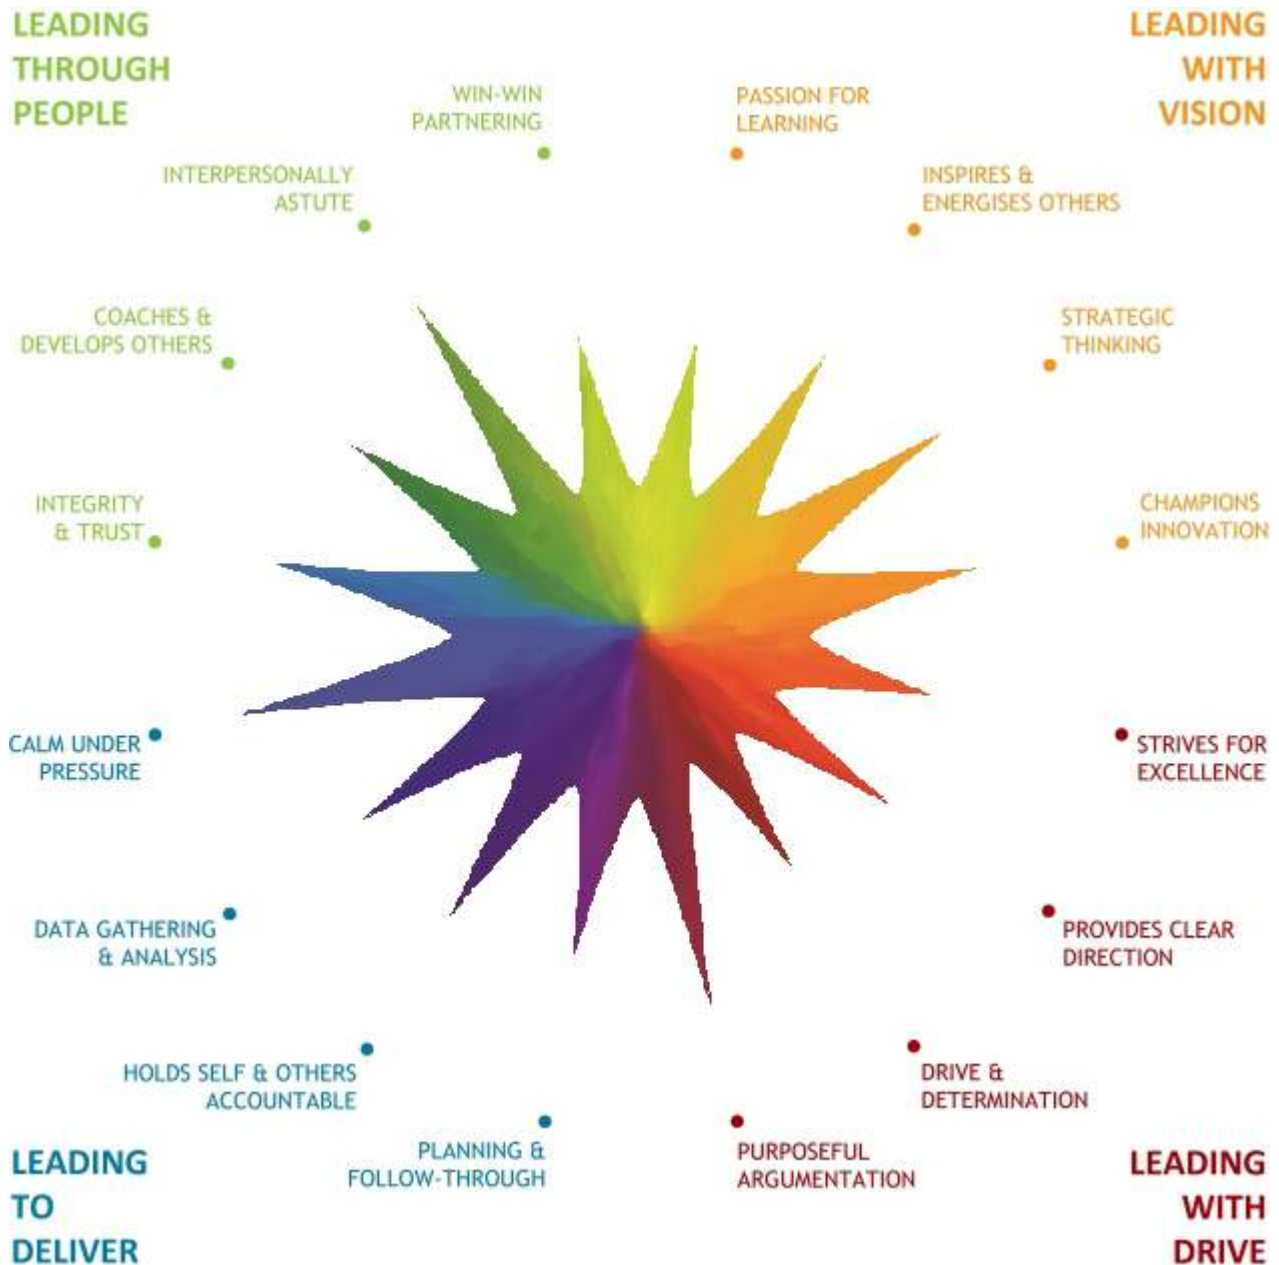 LEADING
THROUGH
PEOPLE
LEADING
WITH
VISION
WIN-WIN
PARTNERING
PASSION FOR
LEARNING
INTERPERSONALLY
ASTUTE
INSPIRES &
ENERGISES OTHERS
COACHES &
DEVELOPS OTHERS
STRATEGIC
THINKING
INTEGRITY
& TRUST
CHAMPIONS
INNOVATION
CALM UNDER
PRESSURE
STRIVES FOR
EXCELLENCE
DATA GATHERING
& ANALYSIS
PROVIDES CLEAR
DIRECTION
HOLDS SELF & OTHERS
ACCOUNTABLE
DRIVE &
DETERMINATION
PLANNING &
FOLLOW-THROUGH
PURPOSEFUL
ARGUMENTATION
LEADING
TO
DELIVER
LEADING
WITH
DRIVE